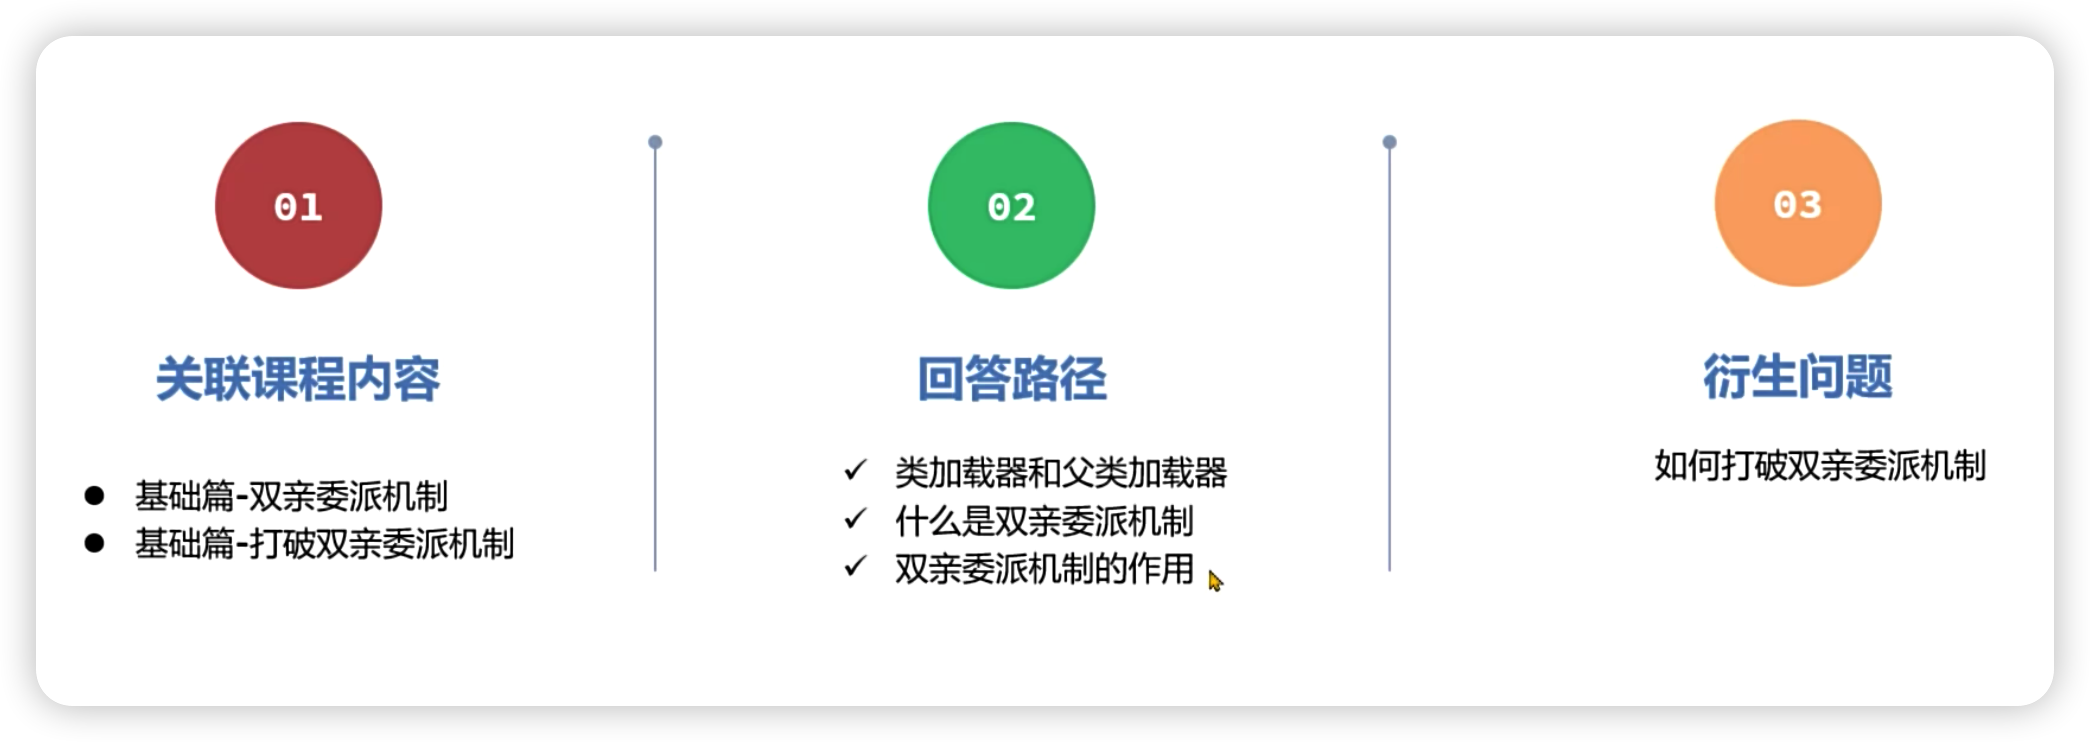 01
关联课程内容
● 基础篇-双亲委派机制
● 基础篇-打破双亲委派机制
02
回答路径
✓ 类加载器和父类加载器
✓ 什么是双亲委派机制
✓ 双亲委派机制的作用
03
衍生问题
如何打破双亲委派机制